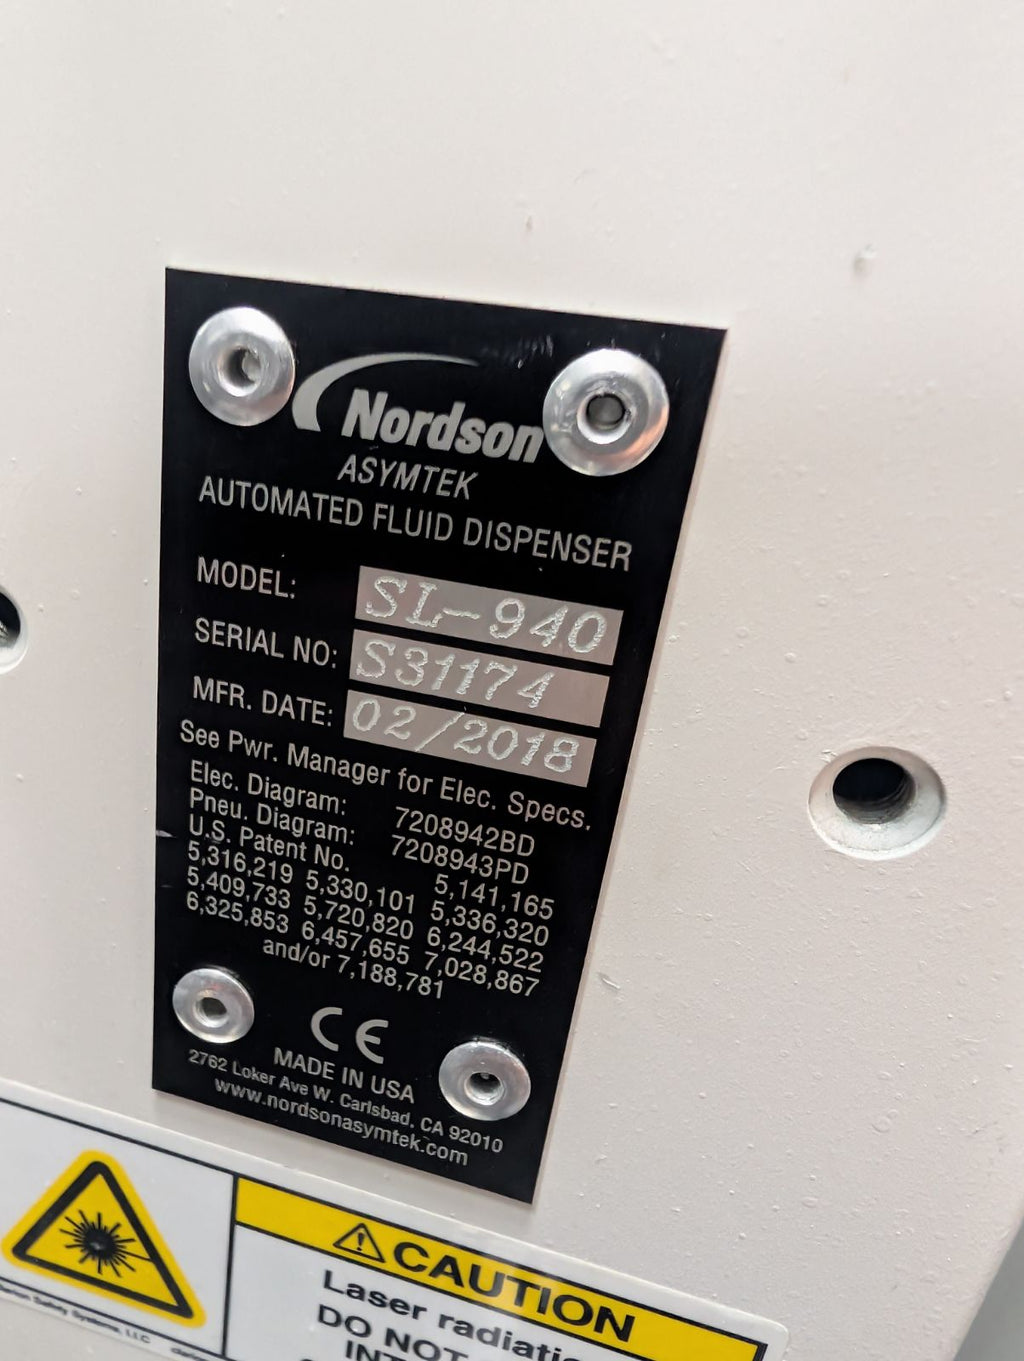 Nordson
ASYMTEK
AUTOMATED FLUID DISPENSER
MODEL: SL-940
SERIAL NO: S31174
MFR. DATE: 02/2018
See Pwr. Manager for Elec. Specs.
Elec. Diagram: 7208942BD
Pneu. Diagram: 7208943PD
U.S. Patent No. 5,141,165
5,316,219 5,330,101 5,336,320
5,409,733 5,720,820 6,244,522
6,325,853 6,457,655 7,028,867
and/or 7,188,781
CE
MADE IN USA
2762 Loker Ave W. Carlsbad, CA 92010
www.nordsonasymtek.com
CAUTION
Laser
DO NOT
Safety Systems, LLC